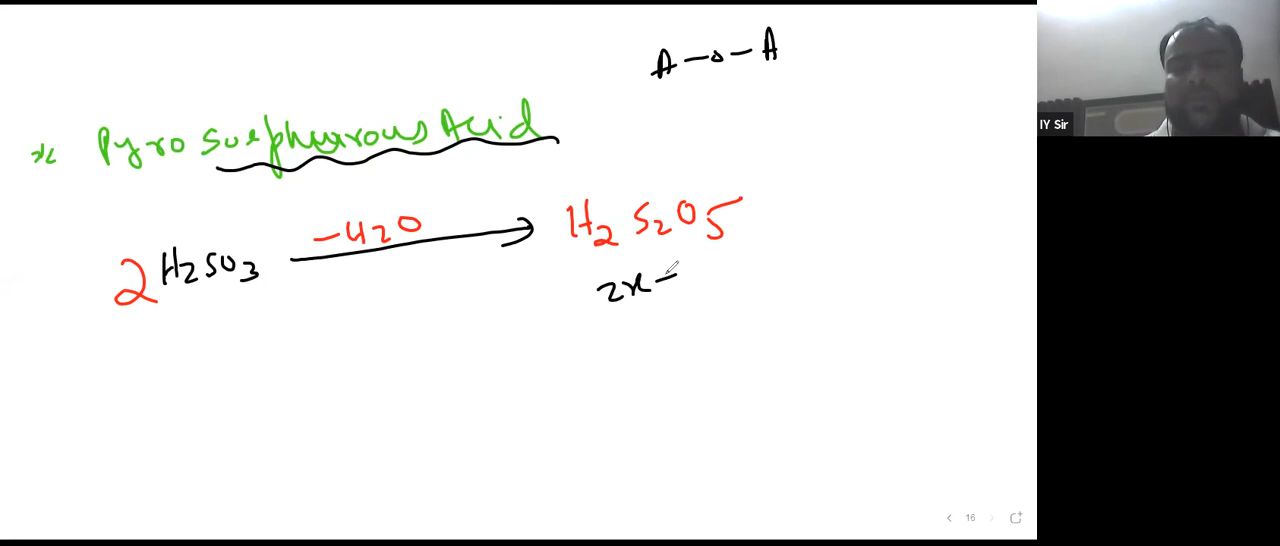 A-o-A
* Pyro Sulphurous Acid
2H2SO3 -H2O → H2S2O5
2x-
IY Sir
16